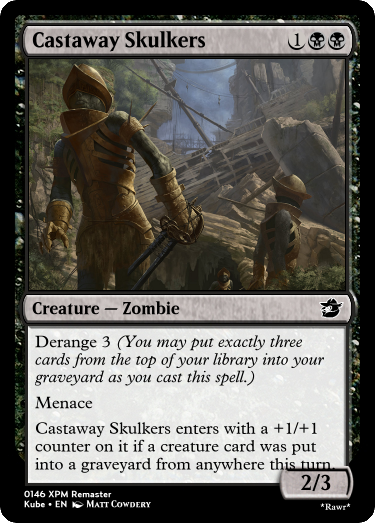 Castaway Skulkers 1
Creature — Zombie
Derange 3 (You may put exactly three
cards from the top of your library into your
graveyard as you cast this spell.)
Menace
Castaway Skulkers enters with a +1/+1
counter on it if a creature card was put
into a graveyard from anywhere this turn.
2/3
0146 XPM Remaster
Kube • EN Matt Cowdery
*Rawr*